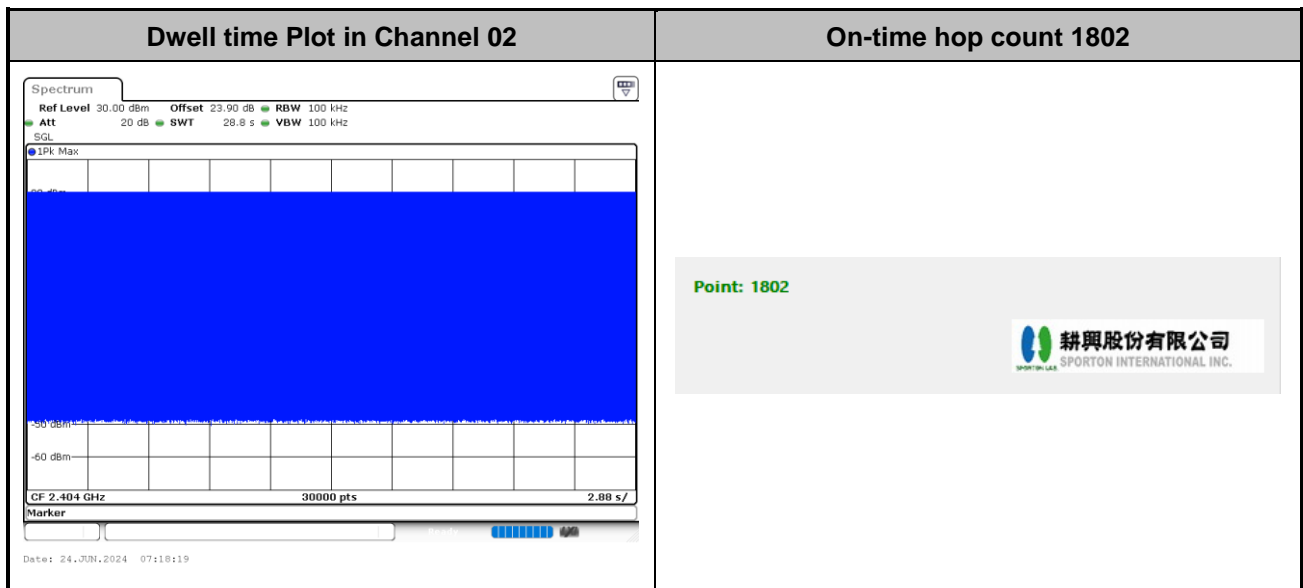 Dwell time Plot in Channel 02
On-time hop count 1802
Spectrum
Ref Level 30.00 dBm Offset 23.90 dB RBW 100 kHz
Att 20 dB SWT 28.8 s VBW 100 kHz
SGL
1Pk Max
-50 dBm
-60 dBm
CF 2.404 GHz 30000 pts 2.88 s/
Marker
Date: 24.JUN.2024 07:18:19
Point: 1802
耕興股份有限公司
SPORTON LAB. SPORTON INTERNATIONAL INC.